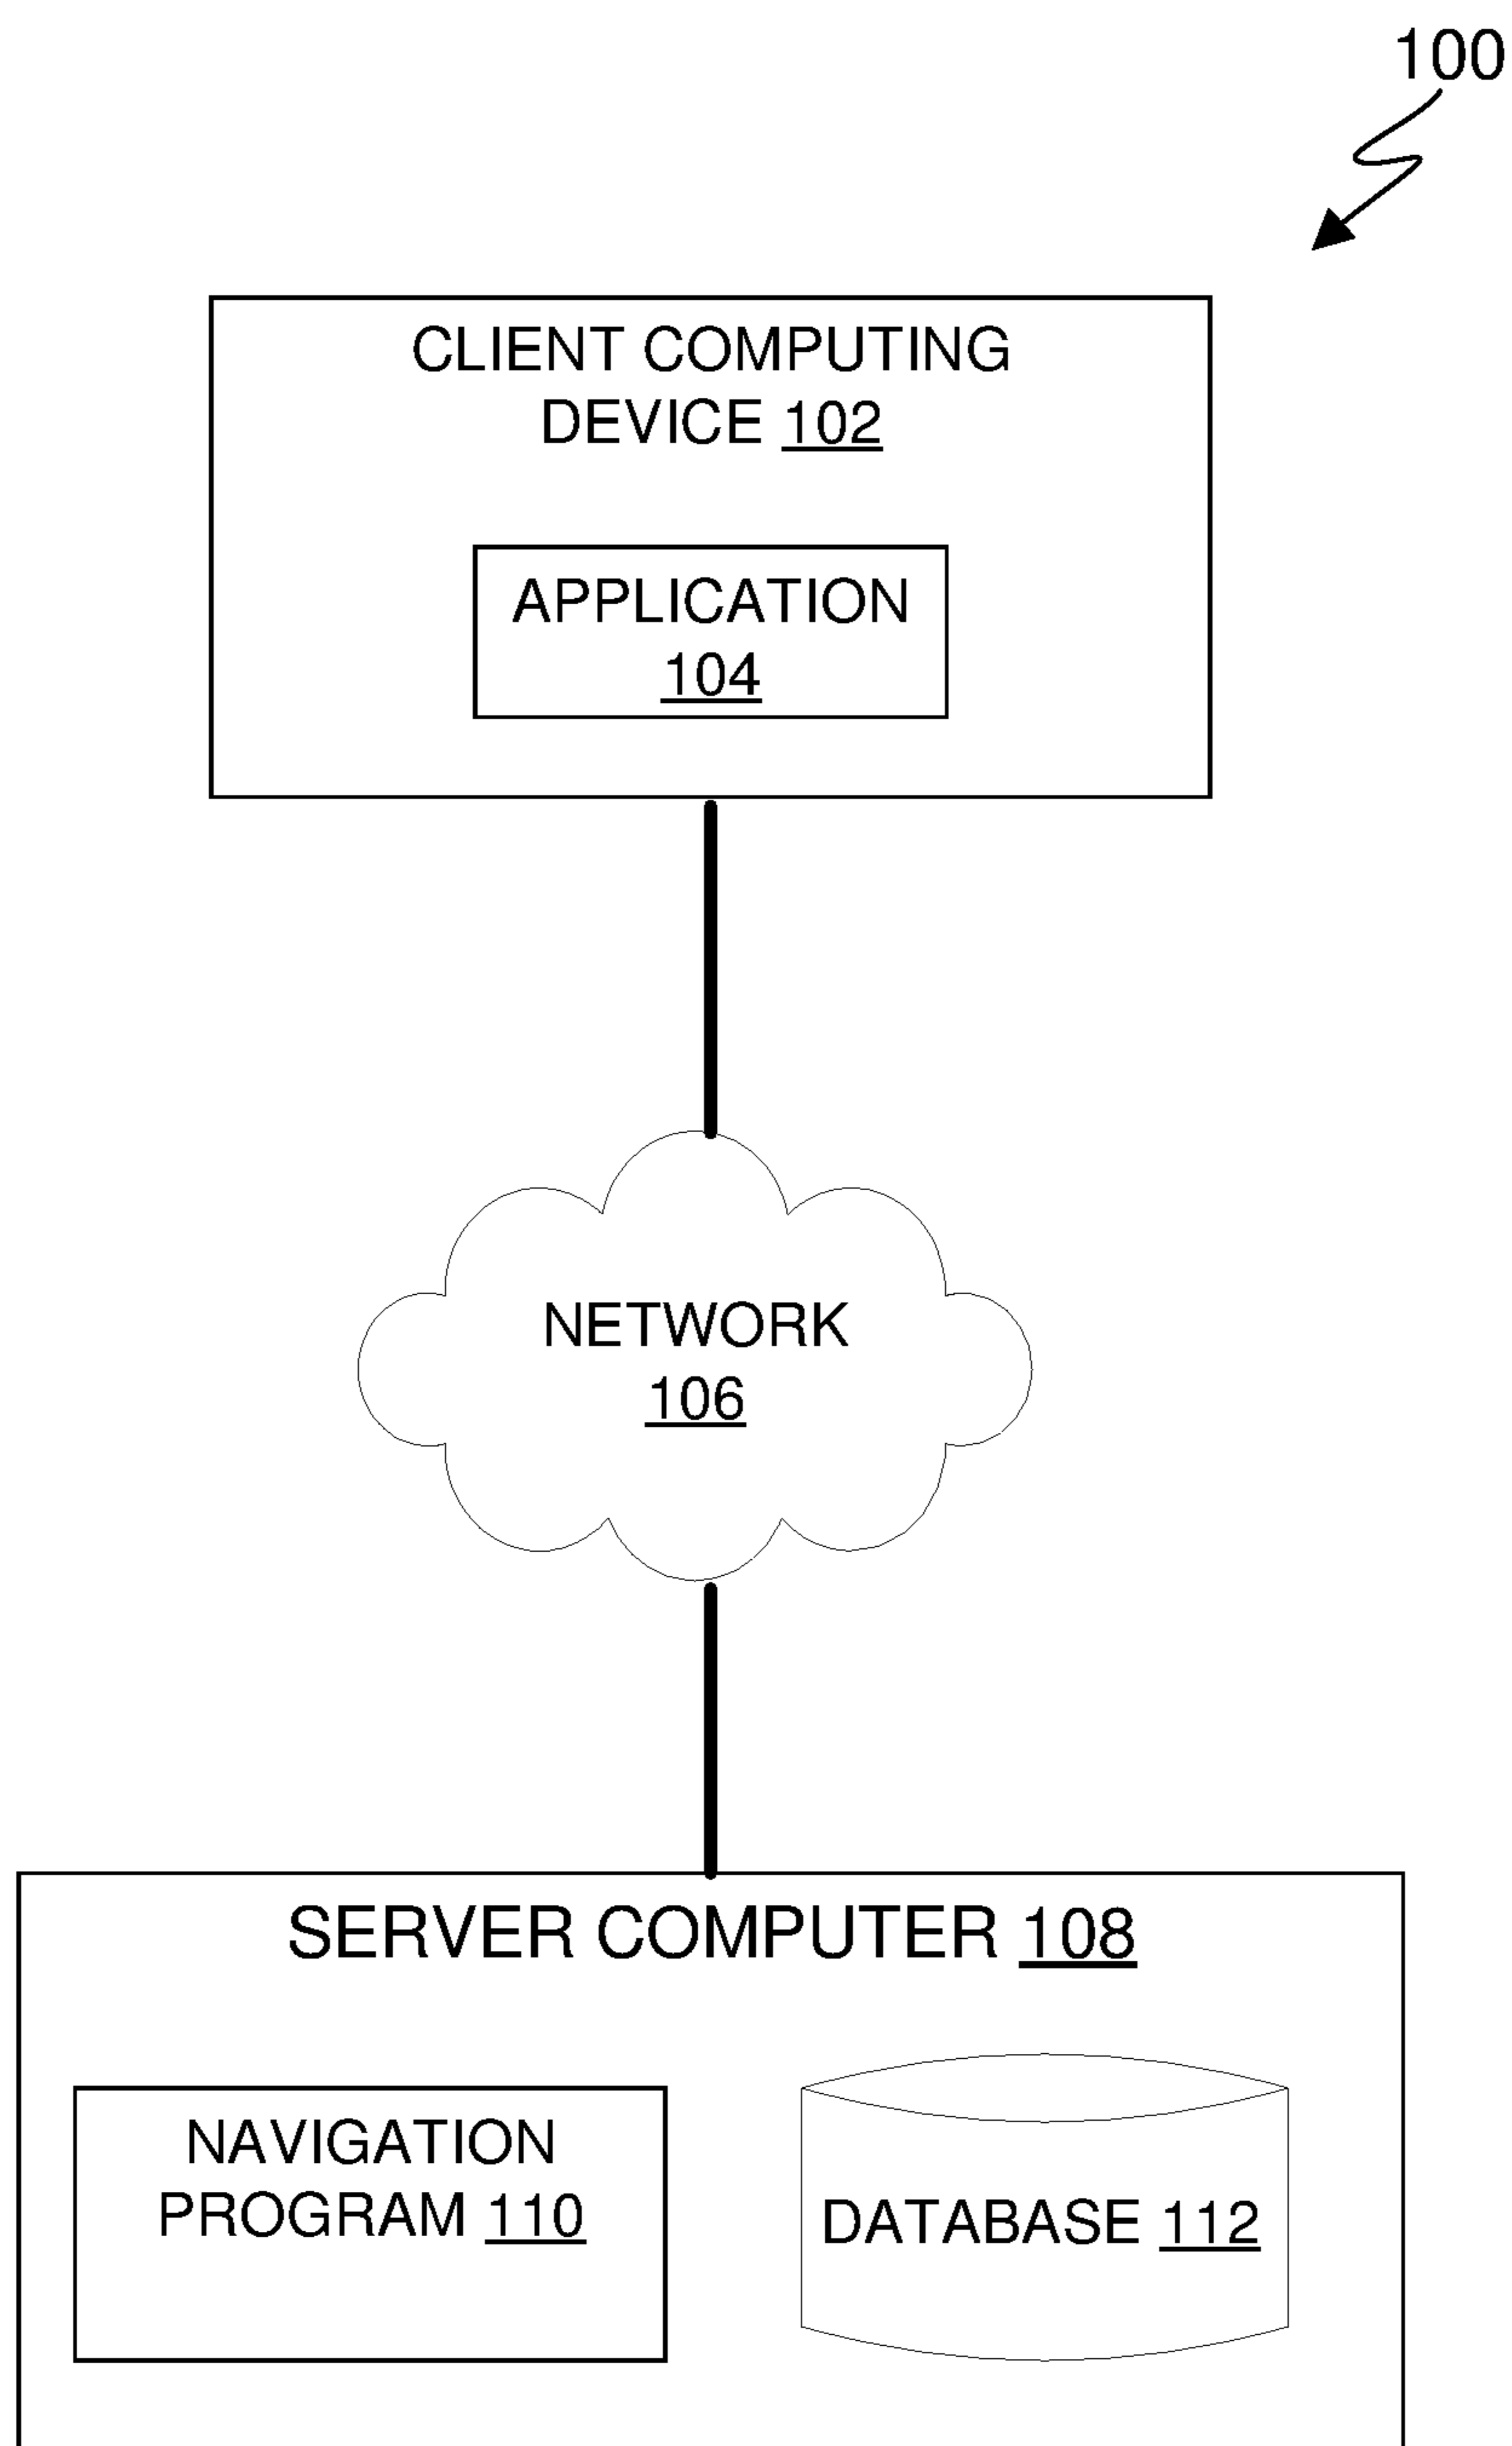 100
CLIENT COMPUTING
DEVICE 102
APPLICATION
104
NETWORK
106
SERVER COMPUTER 108
NAVIGATION
PROGRAM 110
DATABASE 112